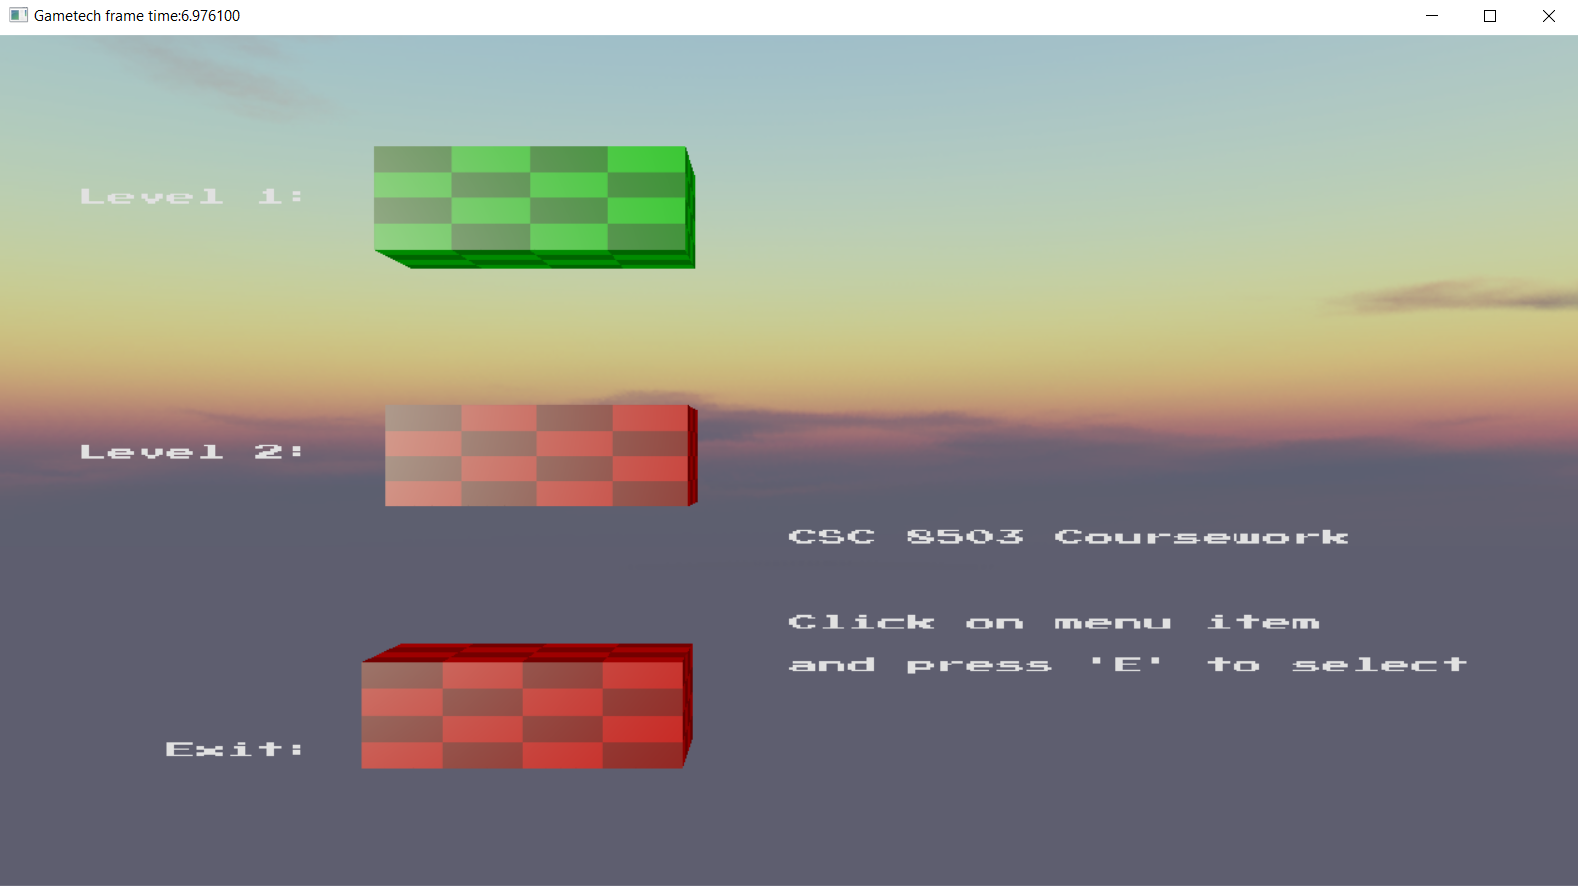 Gametech frame time:6.976100
Level 1:
Level 2:
CSC 8503 Coursework
Click on menu item
and press 'E' to select
Exit: